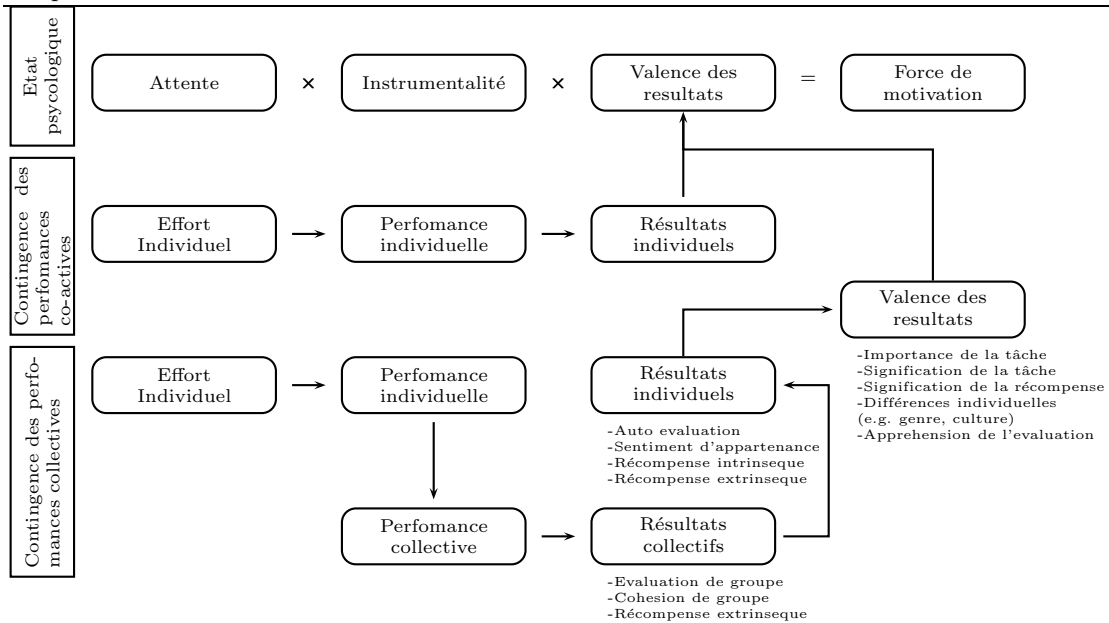 Etat
psycologique
Attente
×
Instrumentalité
×
Valence des
resultats
=
Force de
motivation
Contingence des
perfomances
co-actives
Effort
Individuel
Perfomance
individuelle
Résultats
individuels
Valence des
resultats
-Importance de la tâche
-Signification de la tâche
-Signification de la récompense
-Différences individuelles
(e.g. genre, culture)
-Apprehension de l'evaluation
Contingence des perfo-
mances collectives
Effort
Individuel
Perfomance
individuelle
Résultats
individuels
-Auto evaluation
-Sentiment d'appartenance
-Récompense intrinseque
-Récompense extrinseque
Perfomance
collective
Résultats
collectifs
-Evaluation de groupe
-Cohesion de groupe
-Récompense extrinseque